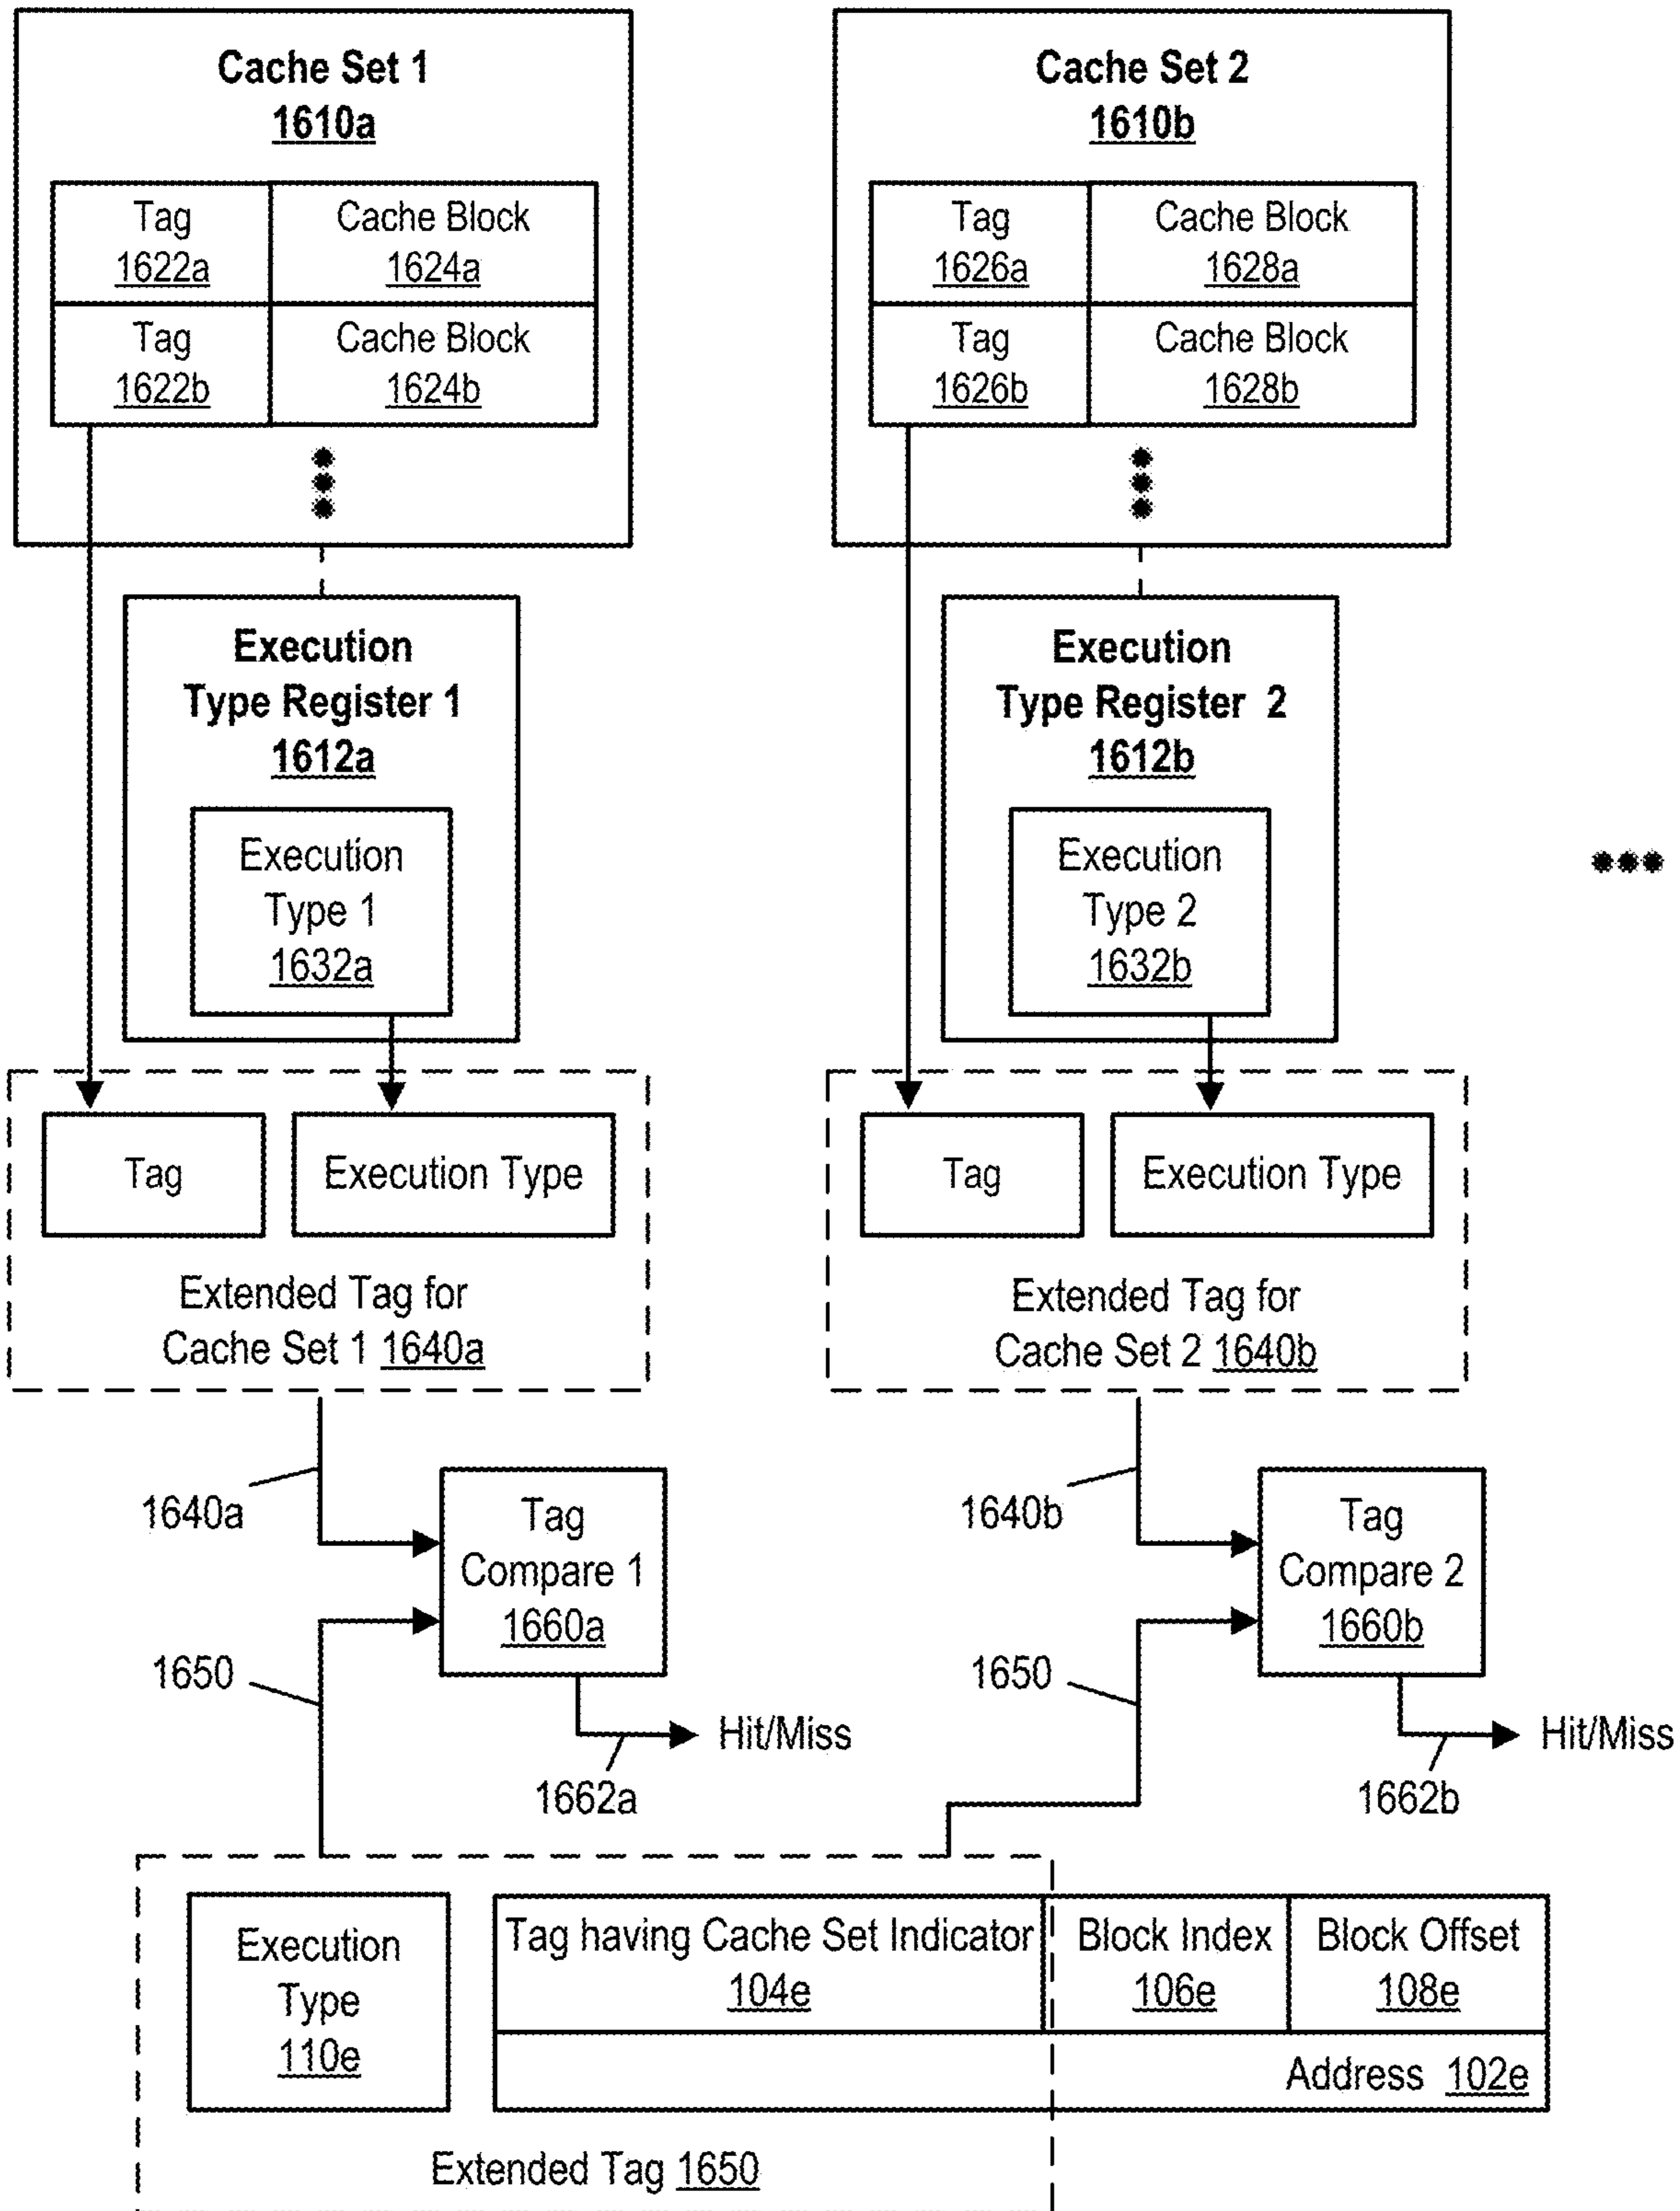 Cache Set 1
1610a
Tag
1622a
Cache Block
1624a
Tag
1622b
Cache Block
1624b
Cache Set 2
1610b
Tag
1626a
Cache Block
1628a
Tag
1626b
Cache Block
1628b
Execution
Type Register 1
1612a
Execution
Type 1
1632a
Execution
Type Register 2
1612b
Execution
Type 2
1632b
Tag
Execution Type
Extended Tag for
Cache Set 1 1640a
Tag
Execution Type
Extended Tag for
Cache Set 2 1640b
1640a
Tag
Compare 1
1660a
1650
Hit/Miss
1662a
1640b
Tag
Compare 2
1660b
1650
Hit/Miss
1662b
Execution
Type
110e
Tag having Cache Set Indicator
104e
Block Index
106e
Block Offset
108e
Address 102e
Extended Tag 1650